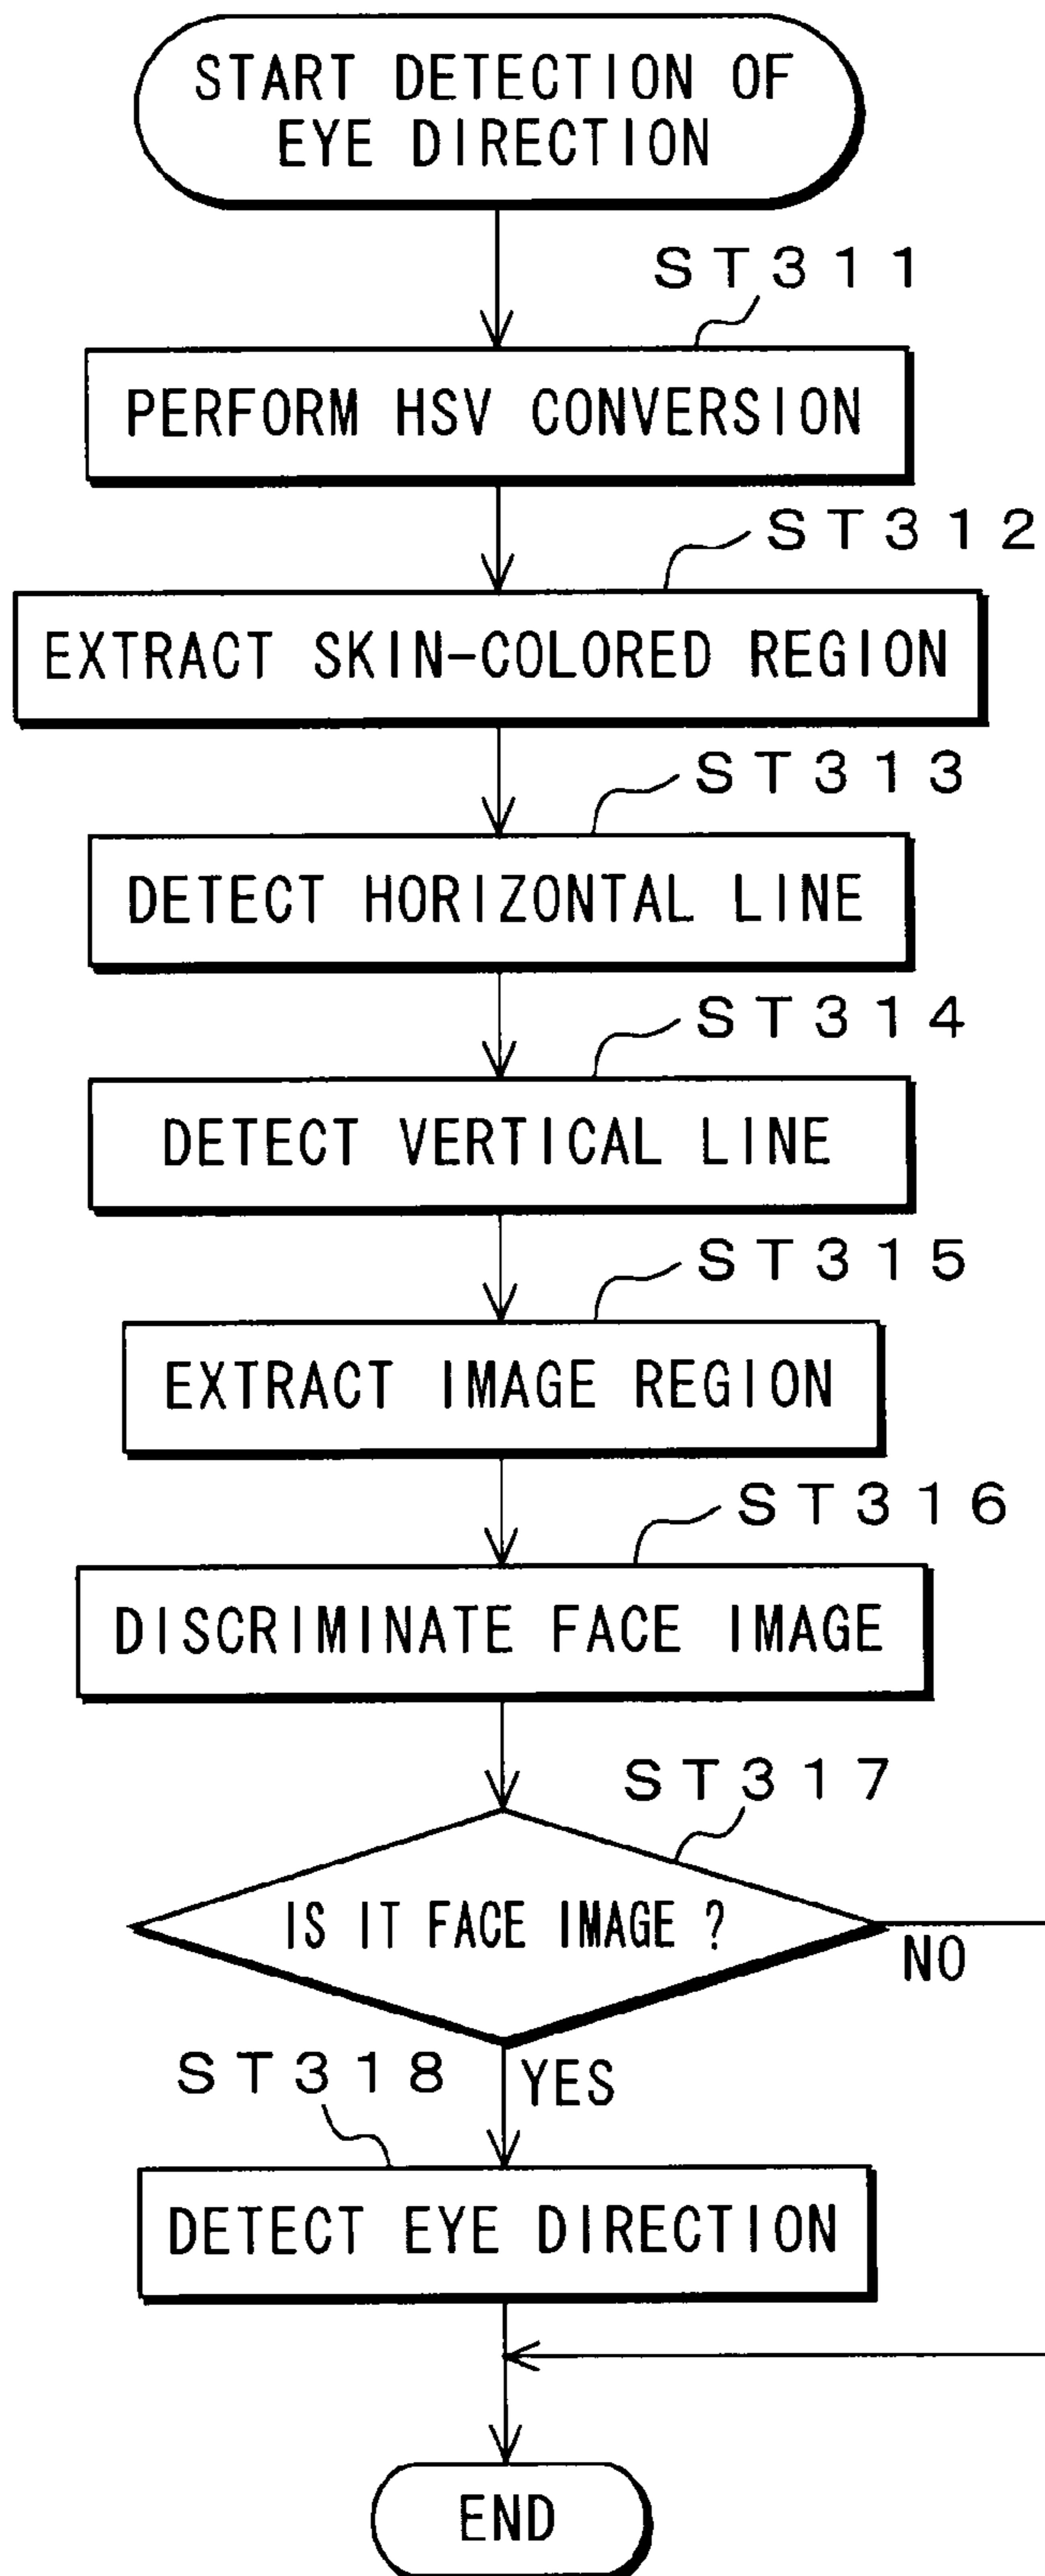 START DETECTION OF
EYE DIRECTION
ST311
PERFORM HSV CONVERSION
ST312
EXTRACT SKIN-COLORED REGION
ST313
DETECT HORIZONTAL LINE
ST314
DETECT VERTICAL LINE
ST315
EXTRACT IMAGE REGION
ST316
DISCRIMINATE FACE IMAGE
ST317
IS IT FACE IMAGE ?
NO
ST318
YES
DETECT EYE DIRECTION
END